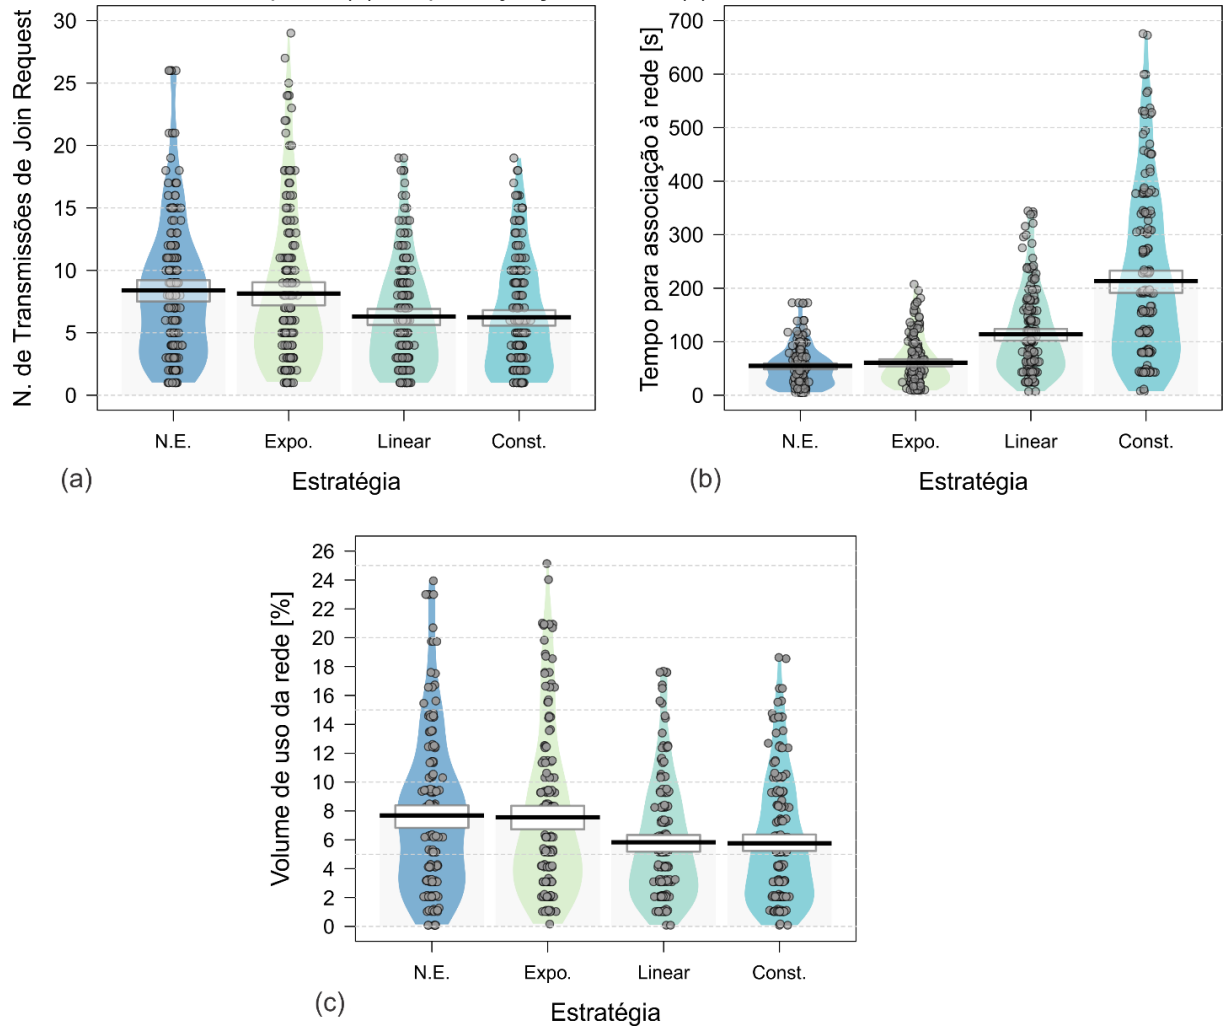 N. de Transmissões de Join Request
30
25
20
15
10
5
0
N.E.
Expo.
Linear
Const.
(a)
Estratégia
Tempo para associação à rede [s]
700
600
500
400
300
200
100
0
N.E.
Expo.
Linear
Const.
(b)
Estratégia
Volume de uso da rede [%]
26
24
22
20
18
16
14
12
10
8
6
4
2
0
N.E.
Expo.
Linear
Const.
(c)
Estratégia